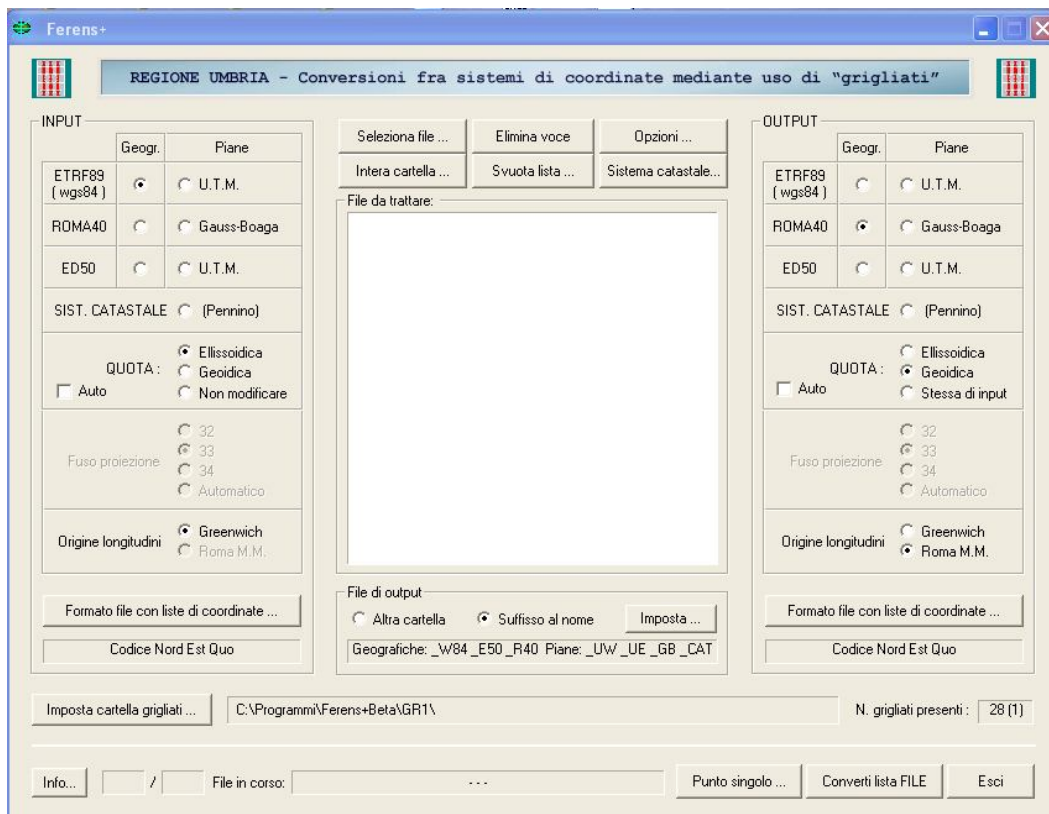 Ferens+
REGIONE UMBRIA - Conversioni fra sistemi di coordinate mediante uso di "grigliati"
INPUT
Geogr. Piane
ETRF89 (wgs84) U.T.M.
ROMA40 Gauss-Boaga
ED50 U.T.M.
SIST. CATASTALE (Pennino)
QUOTA : Ellissoidica
Geoidica
Auto Non modificare
Fuso proiezione 32
33
34
Automatico
Origine longitudini Greenwich
Roma M.M.
Formato file con liste di coordinate ...
Codice Nord Est Quo
Seleziona file ... Elimina voce Opzioni ...
Intera cartella ... Svuota lista ... Sistema catastale...
File da trattare:
File di output
Altra cartella Suffisso al nome Imposta ...
Geografiche: _W84 _E50 _R40 Piane: _UW _UE _GB _CAT
OUTPUT
Geogr. Piane
ETRF89 (wgs84) U.T.M.
ROMA40 Gauss-Boaga
ED50 U.T.M.
SIST. CATASTALE (Pennino)
QUOTA : Ellissoidica
Geoidica
Auto Stessa di input
Fuso proiezione 32
33
34
Automatico
Origine longitudini Greenwich
Roma M.M.
Formato file con liste di coordinate ...
Codice Nord Est Quo
Imposta cartella grigliati ... C:\Programmi\Ferens+Beta\GR1\ N. grigliati presenti : 28 (1)
Info... / File in corso: - - - Punto singolo ... Converti lista FILE Esci